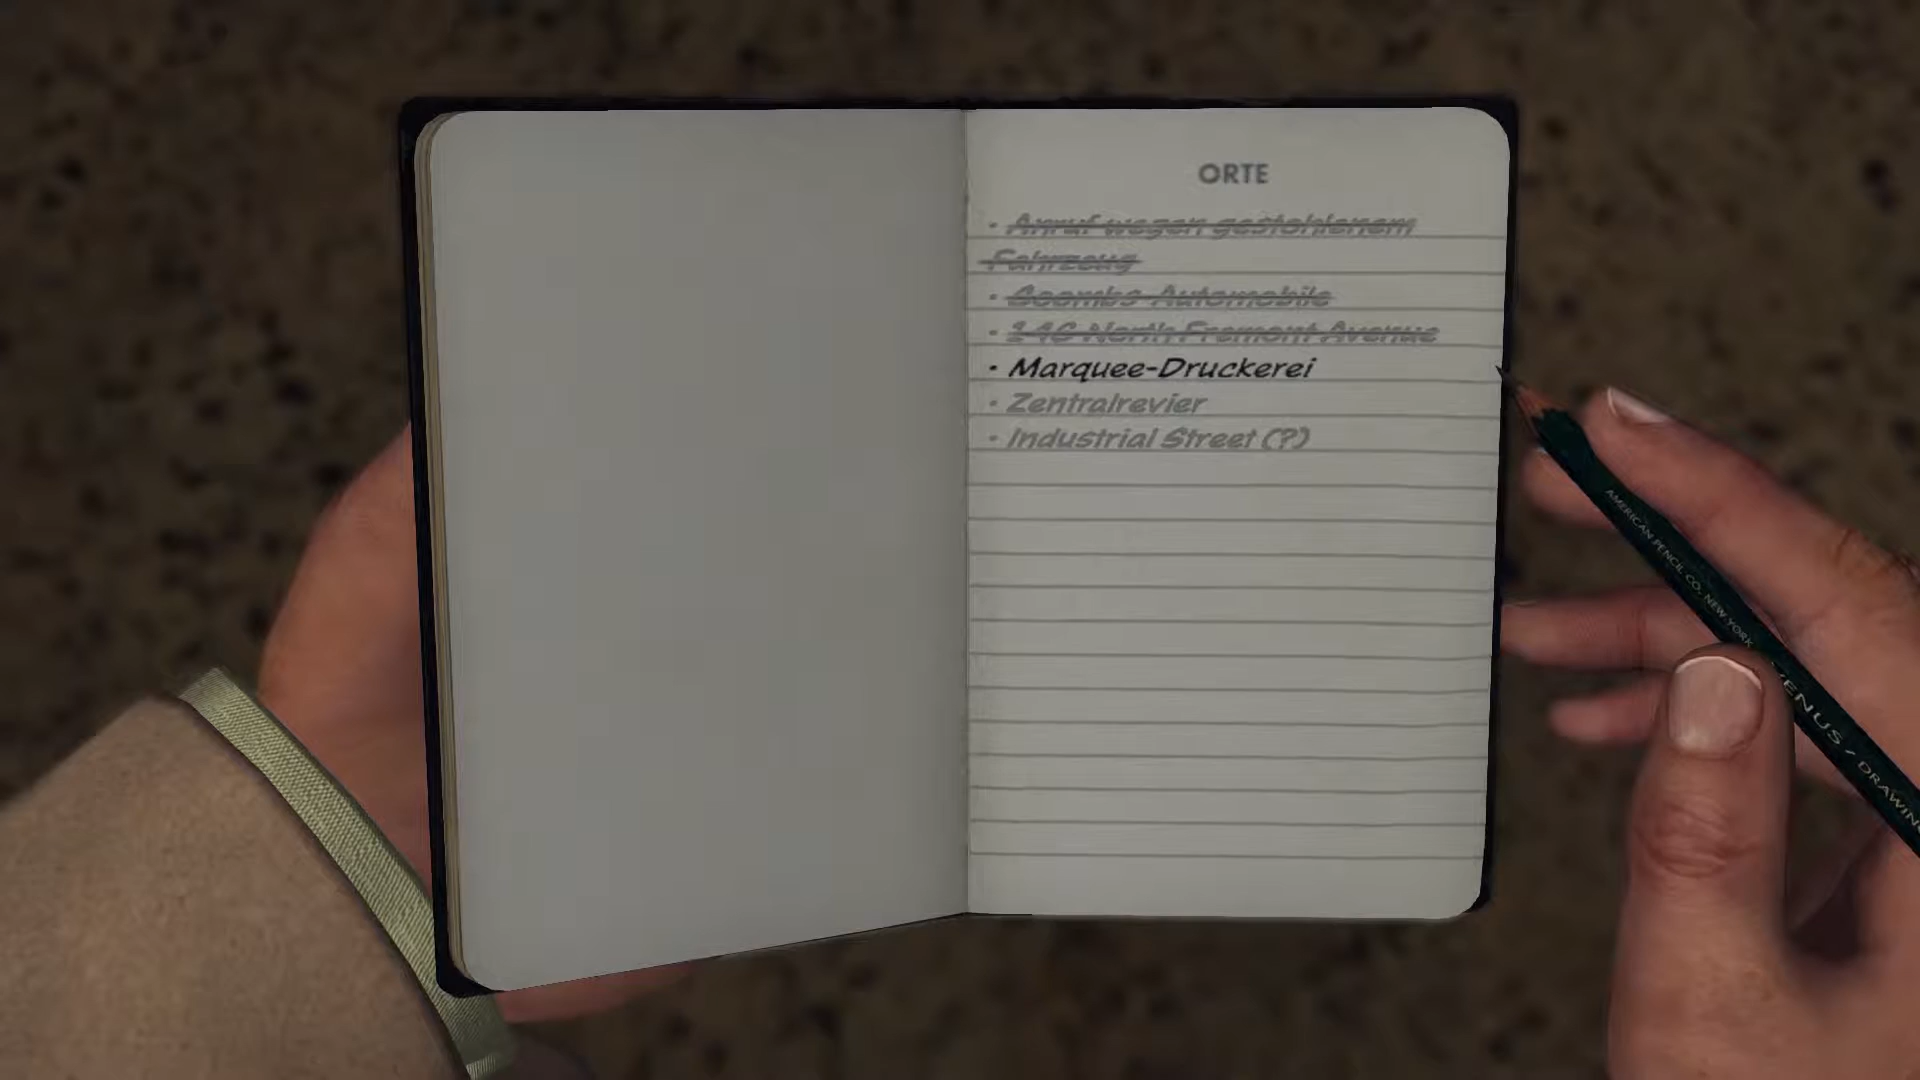 ORTE
• Anruf wegen gestohlenem
Fahrzeug
• Coombs Automobile
• 146 North Fremont Avenue
• Marquee-Druckerei
• Zentralrevier
• Industrial Street (?)
AMERICAN PENCIL CO., NEW YORK
VENUS / DRAWING